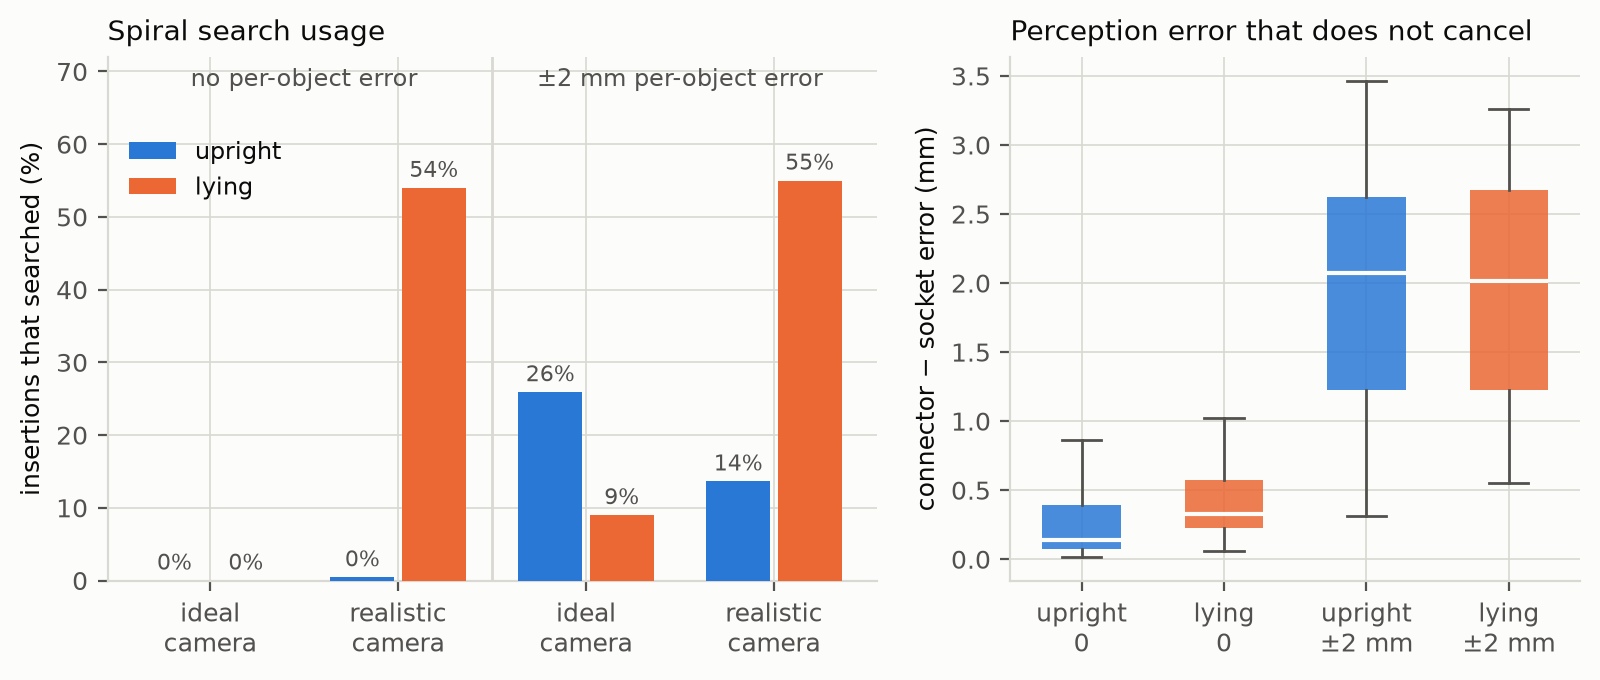 Spiral search usage
no per-object error
±2 mm per-object error
insertions that searched (%)
70
60
50
40
30
20
10
0
upright
lying
0%
0%
0%
54%
26%
9%
14%
55%
ideal
camera
realistic
camera
ideal
camera
realistic
camera
Perception error that does not cancel
connector − socket error (mm)
3.5
3.0
2.5
2.0
1.5
1.0
0.5
0.0
upright
0
lying
0
upright
±2 mm
lying
±2 mm